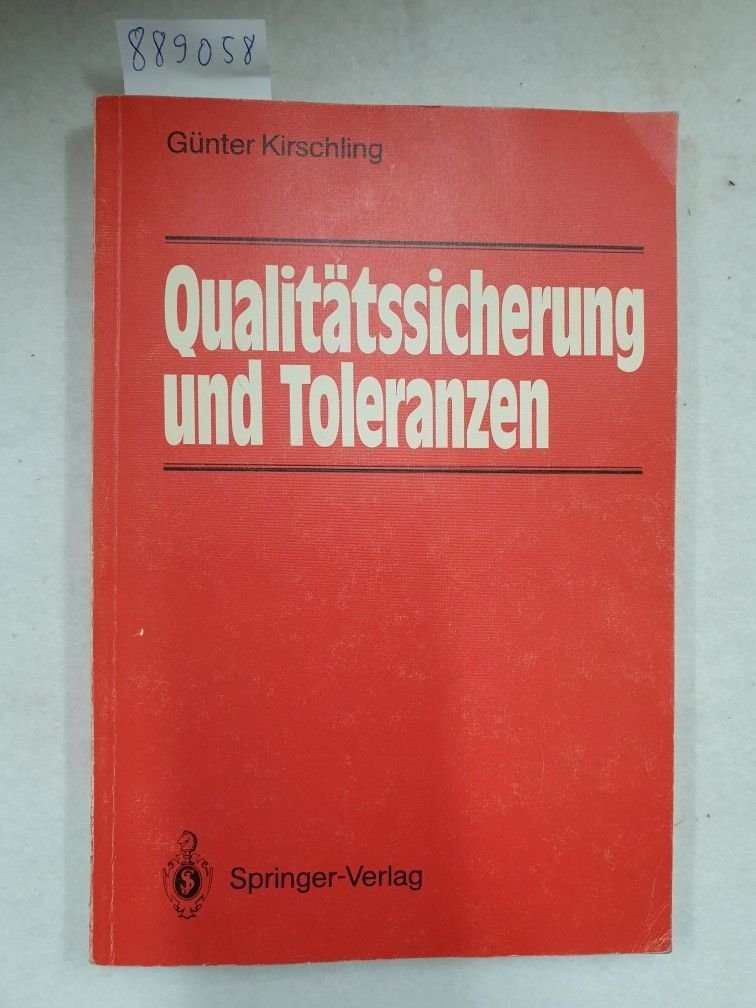 889058
Günter Kirschling
Qualitätssicherung
und Toleranzen
Springer-Verlag